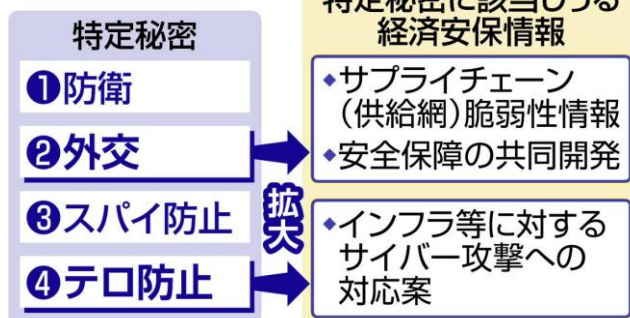 特定秘密
❶防衛
❷外交
❸スパイ防止
❹テロ防止
拡大
特定秘密に該当しうる
経済安保情報
◆サプライチェーン
(供給網)脆弱性情報
◆安全保障の共同開発
◆インフラ等に対する
サイバー攻撃への
対応案